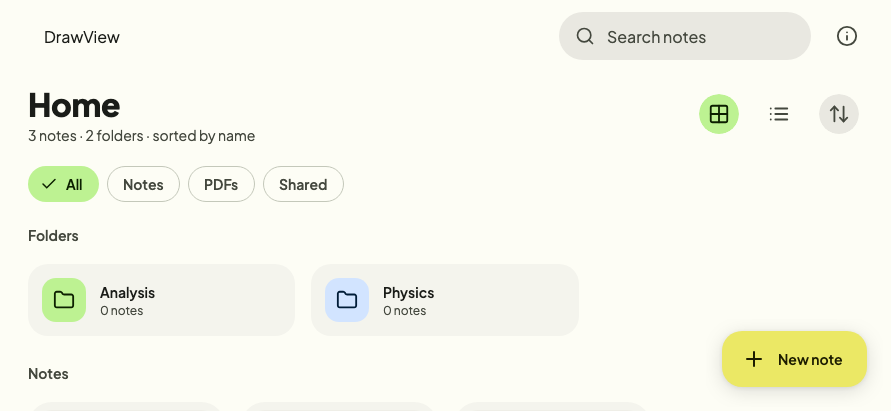 DrawView
Search notes
Home
3 notes · 2 folders · sorted by name
All
Notes
PDFs
Shared
Folders
Analysis
0 notes
Physics
0 notes
Notes
New note